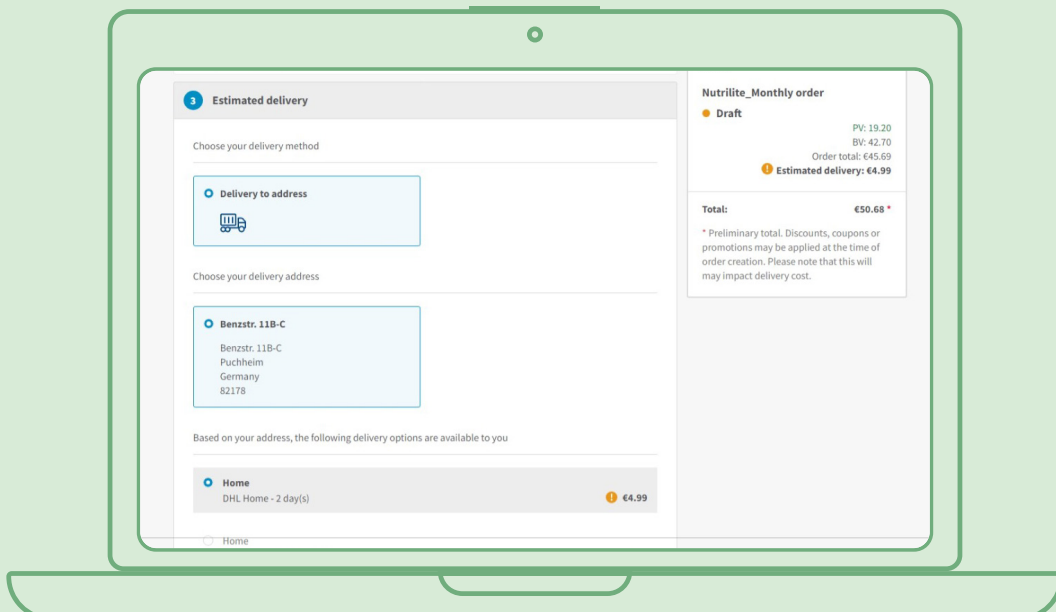 3 Estimated delivery
Choose your delivery method
Delivery to address
Choose your delivery address
Benzstr. 11B-C
Benzstr. 11B-C
Puchheim
Germany
82178
Based on your address, the following delivery options are available to you
Home
DHL Home - 2 day(s)
! €4.99
Home
Nutrilite_Monthly order
Draft
PV: 19.20
BV: 42.70
Order total: €45.69
! Estimated delivery: €4.99
Total: €50.68 *
* Preliminary total. Discounts, coupons or
promotions may be applied at the time of
order creation. Please note that this will
may impact delivery cost.